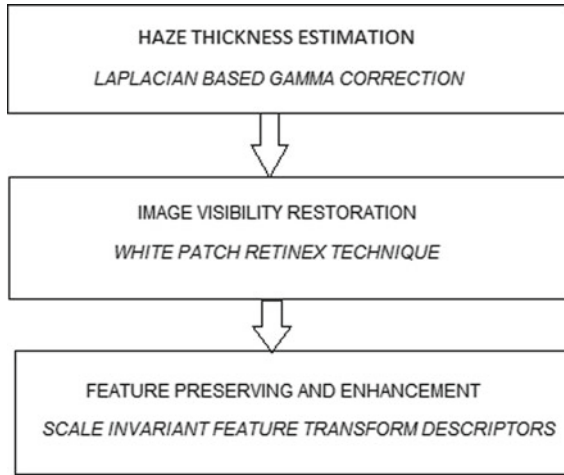 HAZE THICKNESS ESTIMATION
LAPLACIAN BASED GAMMA CORRECTION
IMAGE VISIBILITY RESTORATION
WHITE PATCH RETINEX TECHNIQUE
FEATURE PRESERVING AND ENHANCEMENT
SCALE INVARIANT FEATURE TRANSFORM DESCRIPTORS